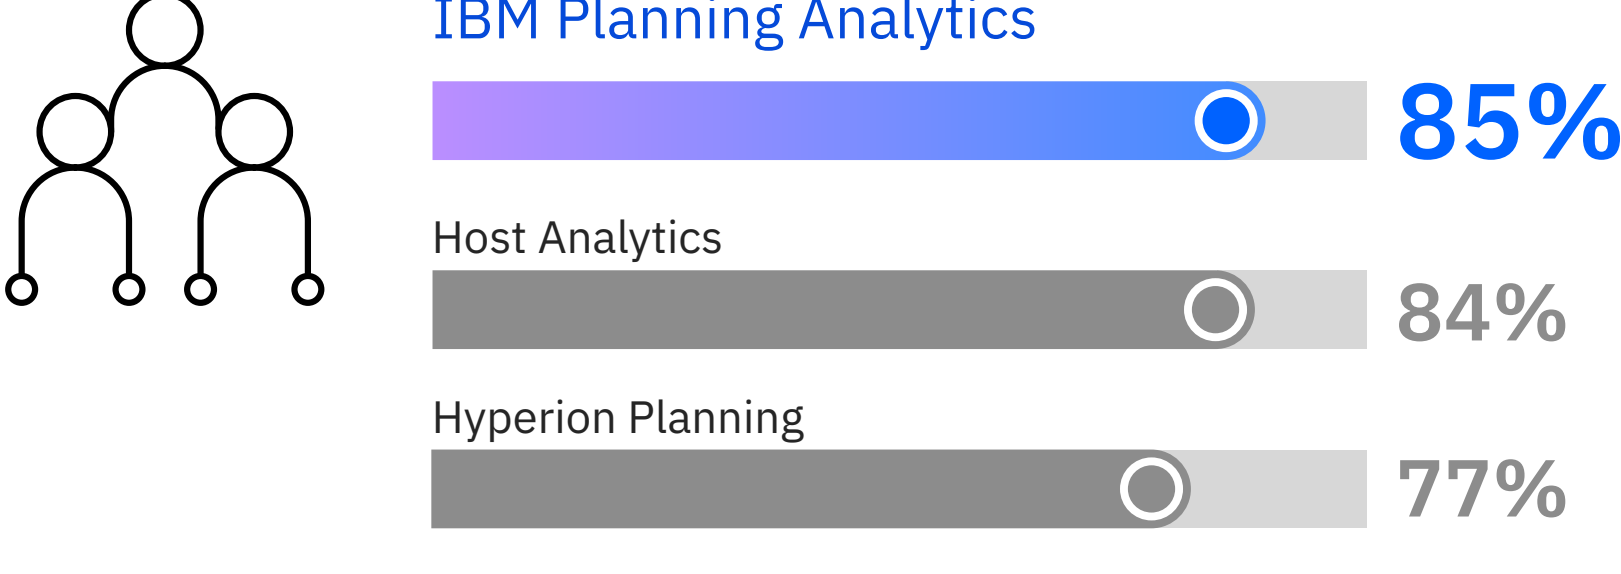 IBM Planning Analytics
85%
Host Analytics
84%
Hyperion Planning
77%